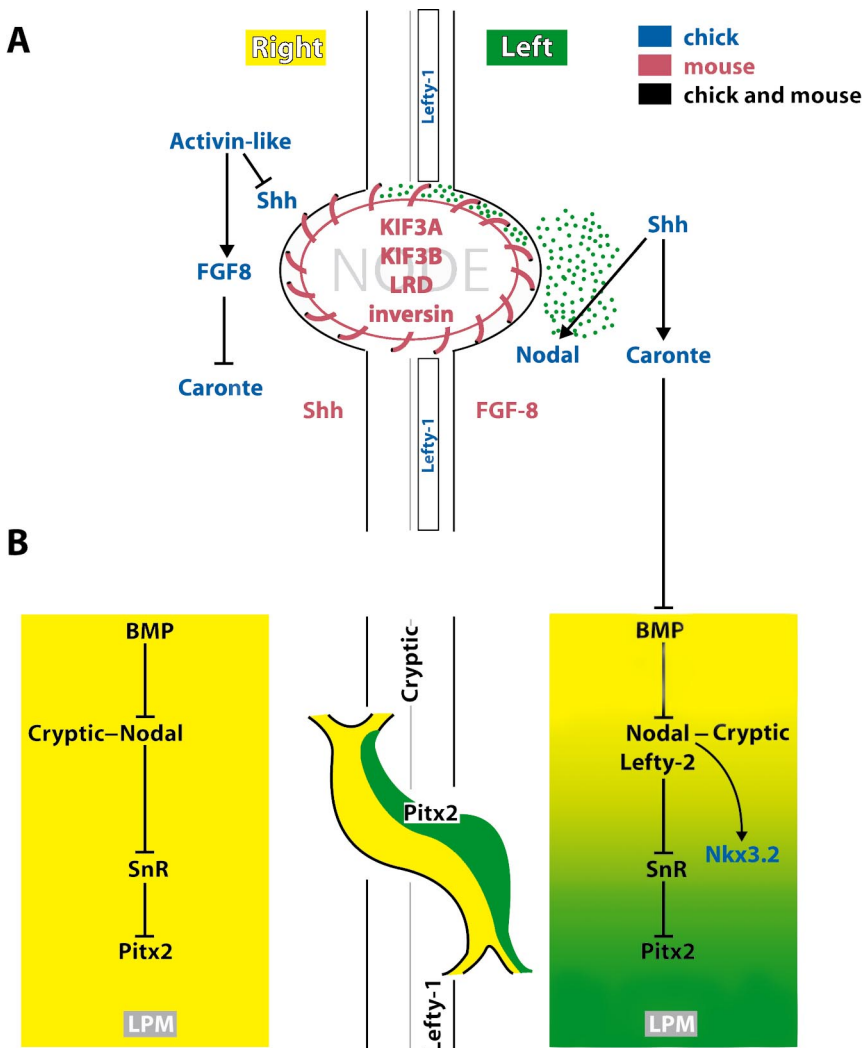 A
Right
Left
chick
mouse
chick and mouse
Lefty-1
Activin-like
Shh
FGF8
Caronte
NODE
KIF3A
KIF3B
LRD
inversin
Shh
Nodal
Caronte
Shh
FGF-8
Lefty-1
B
BMP
Cryptic–Nodal
SnR
Pitx2
LPM
Cryptic
Pitx2
Lefty-1
BMP
Nodal – Cryptic
Lefty-2
Nkx3.2
SnR
Pitx2
LPM